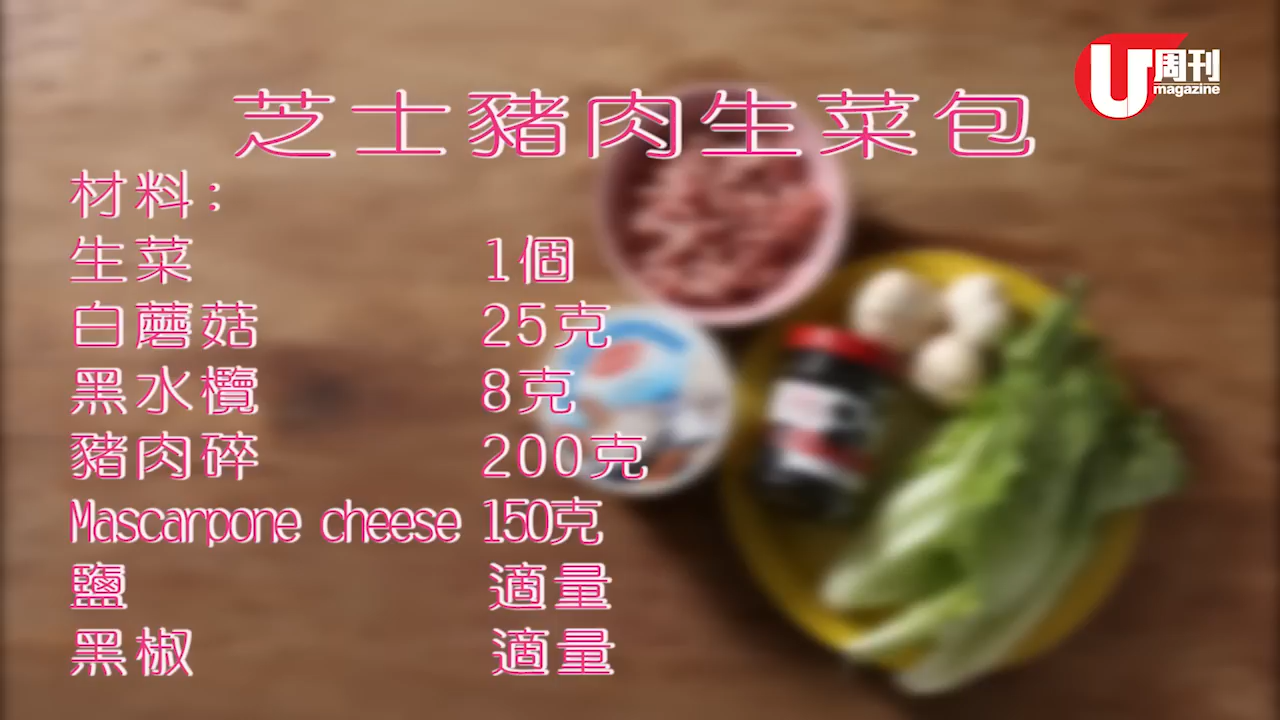 U周刊
magazine
芝士豬肉生菜包
材料:
生菜 1個
白蘑菇 25克
黑水欖 8克
豬肉碎 200克
Mascarpone cheese 150克
鹽 適量
黑椒 適量